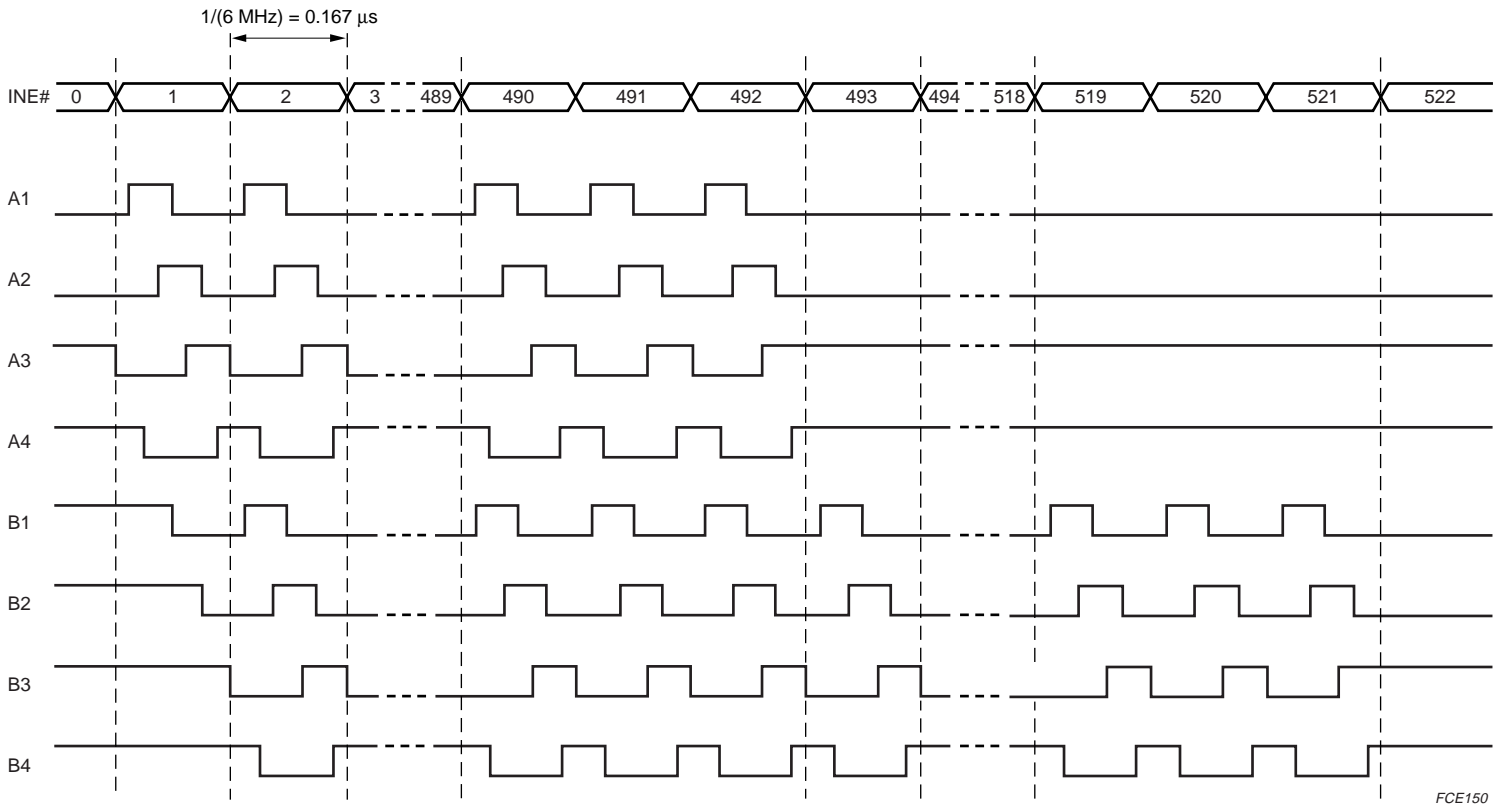 1/(6 MHz) = 0.167 μs
INE# 0 1 2 3 489 490 491 492 493 494 518 519 520 521 522
A1
A2
A3
A4
B1
B2
B3
B4
FCE150